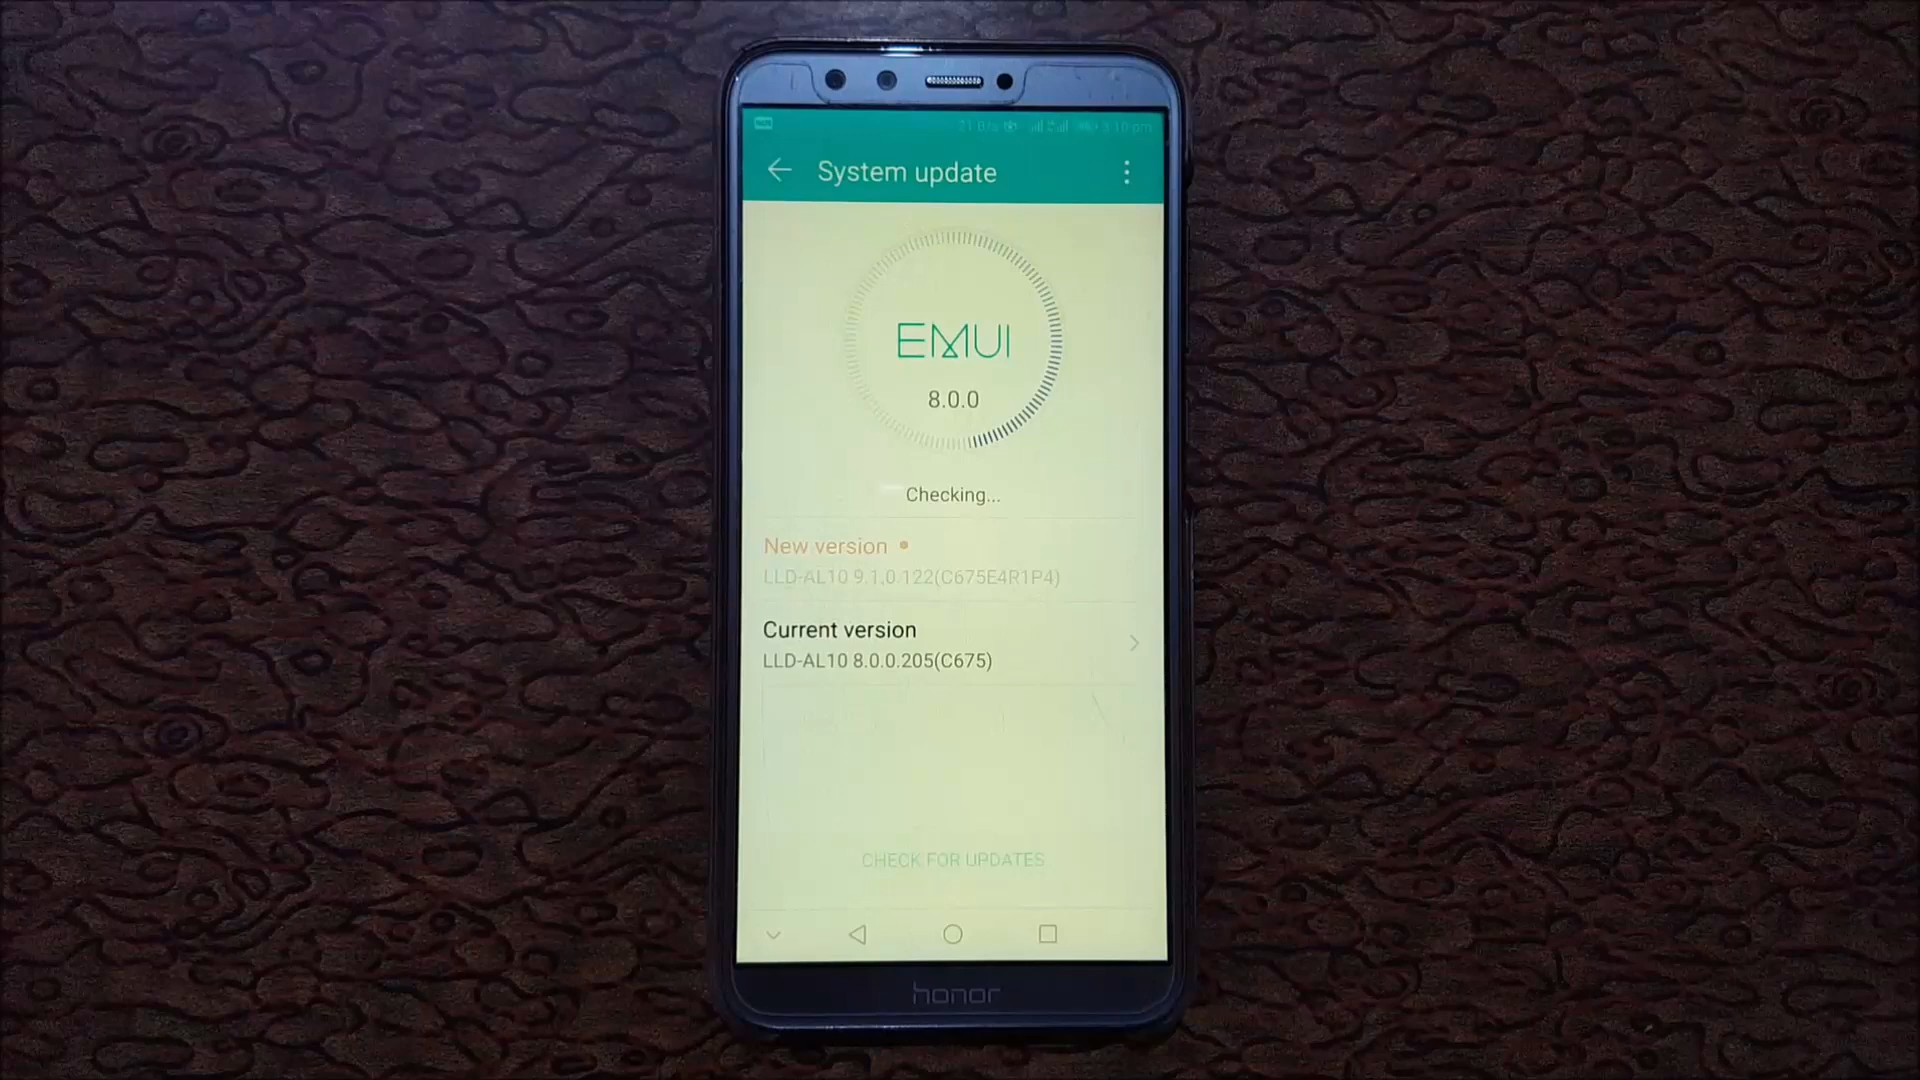 System update
EMUI
8.0.0
Checking...
New version
LLD-AL10 9.1.0.122(C675E4R1P4)
Current version
LLD-AL10 8.0.0.205(C675)
CHECK FOR UPDATES
honor